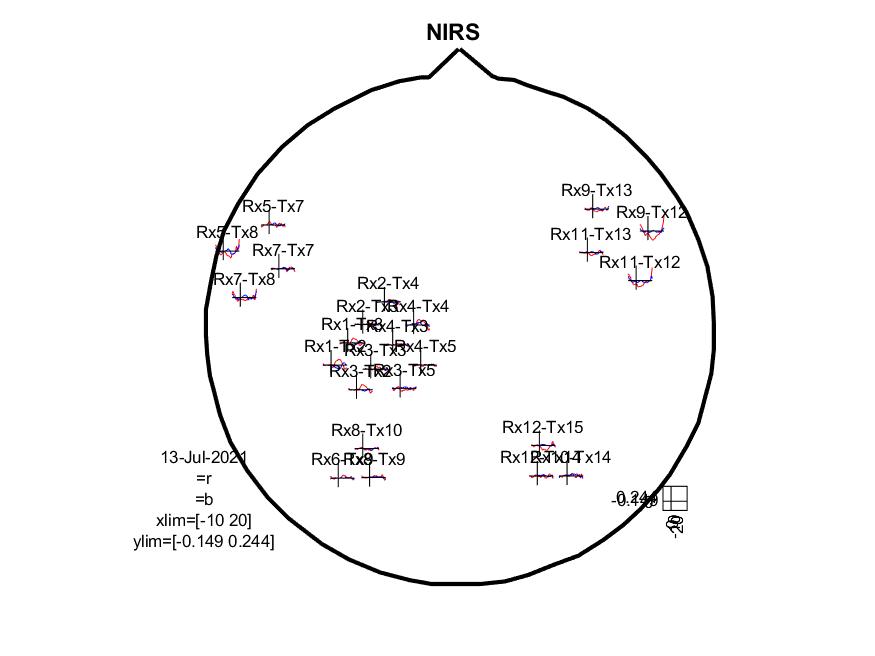 NIRS
Rx9-Tx13
Rx5-Tx7
Rx9-Tx12
Rx5-Tx8
Rx11-Tx13
Rx7-Tx7
Rx11-Tx12
Rx7-Tx8
Rx2-Tx4
Rx2-Tx3
Rx4-Tx4
Rx1-Tx3
Rx4-Tx3
Rx1-Tx2
Rx3-Tx3
Rx4-Tx5
Rx3-Tx2
Rx3-Tx5
Rx12-Tx15
Rx8-Tx10
13-Jul-2021
Rx6-Tx9
Rx8-Tx9
Rx12-Tx14
Rx10-Tx14
=r
=b
xlim=[-10 20]
ylim=[-0.149 0.244]
0.244
-0.149